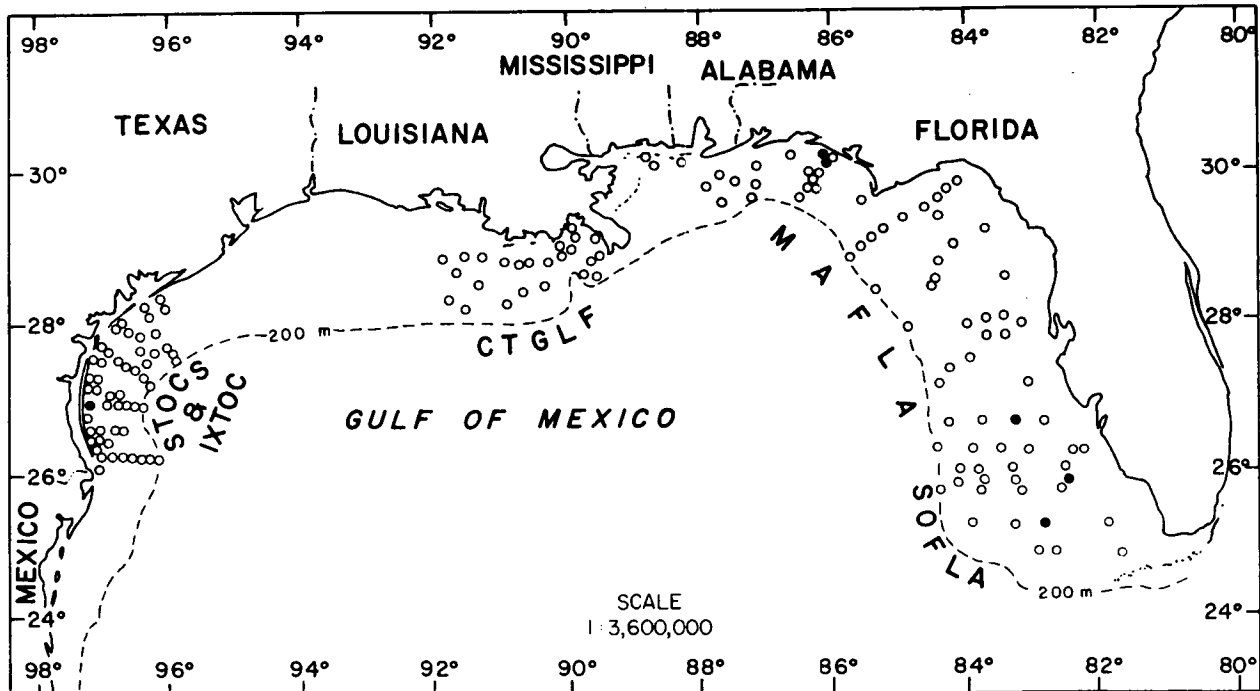 98° 96° 94° 92° 90° 88° 86° 84° 82° 80°
MISSISSIPPI ALABAMA
TEXAS LOUISIANA FLORIDA
30° 30°
MAFLA
28° 200 m 28°
CTGLF
STOCS
&
IXTOC
GULF OF MEXICO
26° 26°
SOFLA
MEXICO
200 m
24° 24°
SCALE
1:3,600,000
98° 96° 94° 92° 90° 88° 86° 84° 82° 80°